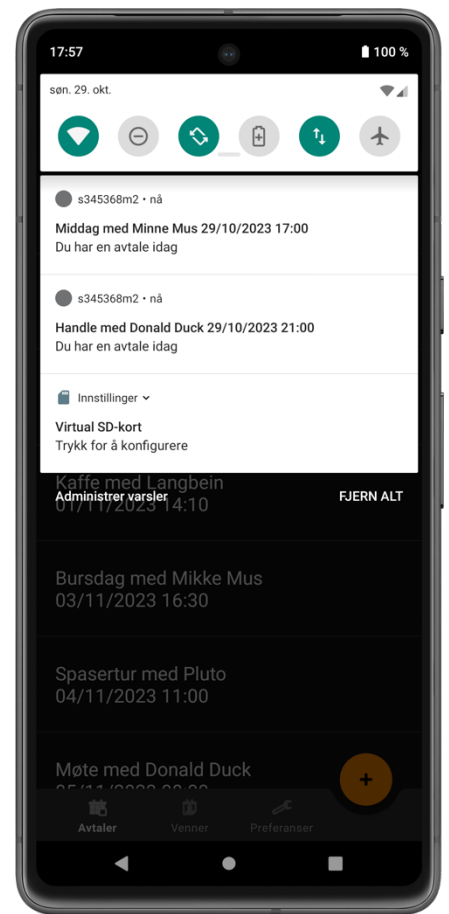 17:57
100 %
søn. 29. okt.
s345368m2 • nå
Middag med Minne Mus 29/10/2023 17:00
Du har en avtale idag
s345368m2 • nå
Handle med Donald Duck 29/10/2023 21:00
Du har en avtale idag
Innstillinger
Virtual SD-kort
Trykk for å konfigurere
Kaffe med Langbein
Administrer varsler
FJERN ALT
01/11/2023 14:10
Bursdag med Mikke Mus
03/11/2023 16:30
Spasertur med Pluto
04/11/2023 11:00
Møte med Donald Duck
Avtaler
Venner
Preferanser